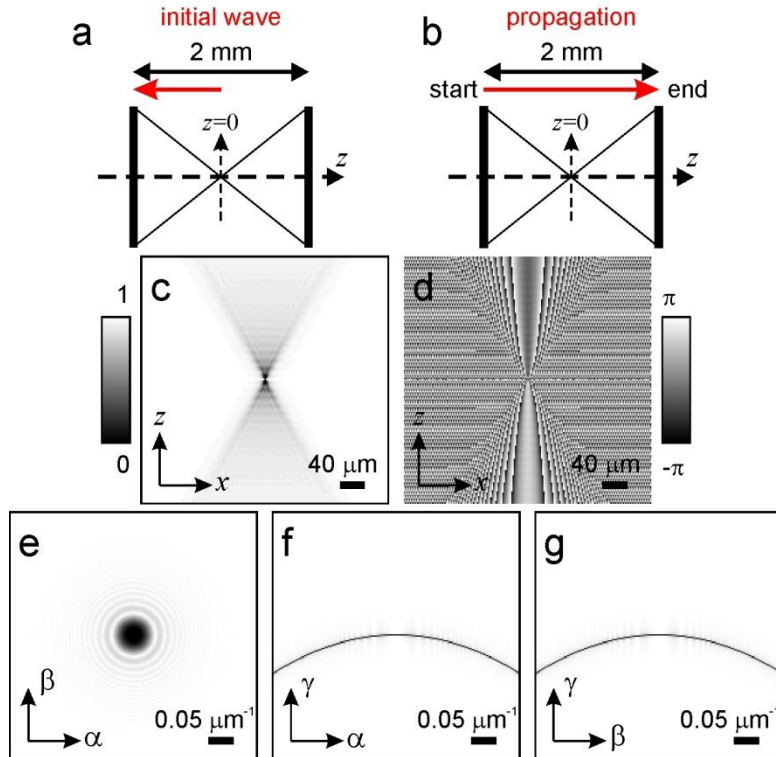 a
initial wave
2 mm
z=0
z
b
propagation
2 mm
start
end
z=0
z
1
0
c
z
x
40 μm
d
z
x
40 μm
π
-π
e
β
α
0.05 μm⁻¹
f
γ
α
0.05 μm⁻¹
g
γ
β
0.05 μm⁻¹